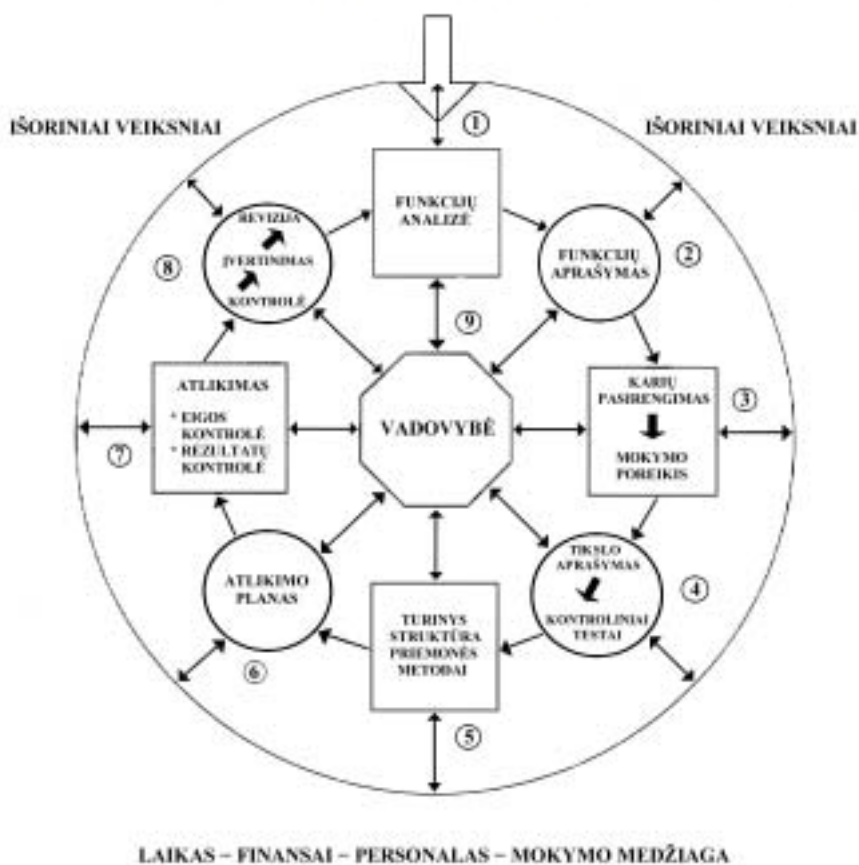 IŠORINIAI VEIKSNIAI
IŠORINIAI VEIKSNIAI
1
FUNKCIJŲ
ANALIZĖ
FUNKCIJŲ
APRAŠYMAS
2
KARIŲ
PASIRENGIMAS
MOKYMO
POREIKIS
3
TIKSLO
APRAŠYMAS
KONTROLINIAI
TESTAI
4
TURINYS
STRUKTŪRA
PRIEMONĖS
METODAI
5
ATLIKIMO
PLANAS
6
ATLIKIMAS
* EIGOS
KONTROLĖ
* REZULTATŲ
KONTROLĖ
7
REVIZIJA
ĮVERTINIMAS
KONTROLĖ
8
9
VADOVYBĖ
LAIKAS – FINANSAI – PERSONALAS – MOKYMO MEDŽIAGA